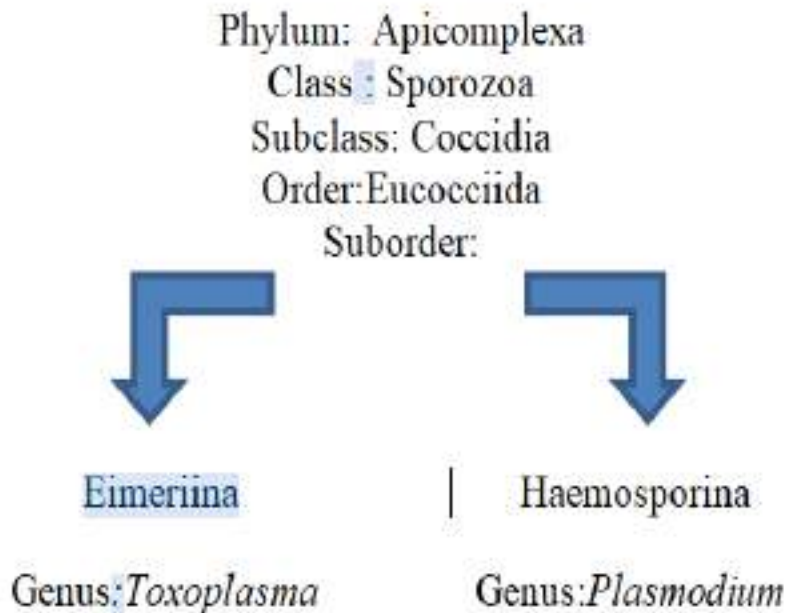 Phylum: Apicomplexa
Class : Sporozoa
Subclass: Coccidia
Order:Eucocciida
Suborder:
Eimeriina | Haemosporina
Genus:Toxoplasma Genus:Plasmodium